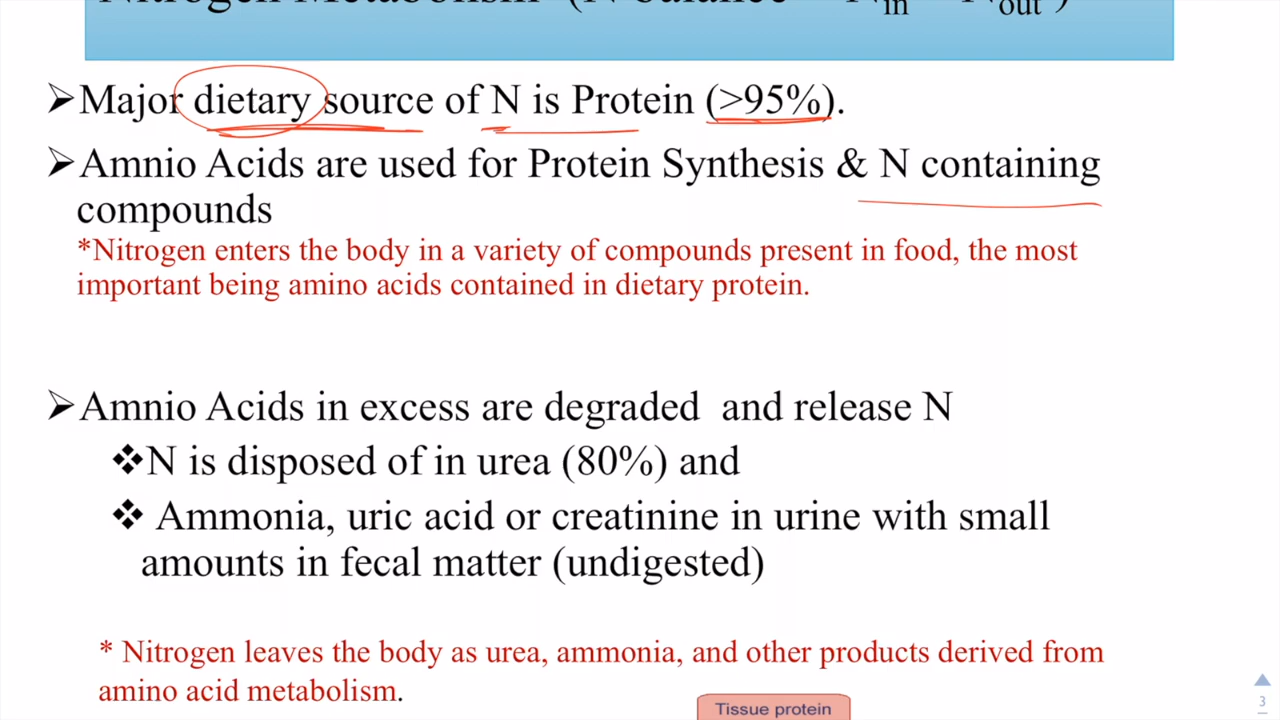 Nitrogen Metabolism (N balance = Nin – Nout )
➢Major dietary source of N is Protein (>95%).
➢Amnio Acids are used for Protein Synthesis & N containing
compounds
*Nitrogen enters the body in a variety of compounds present in food, the most
important being amino acids contained in dietary protein.
➢Amnio Acids in excess are degraded and release N
❖N is disposed of in urea (80%) and
❖ Ammonia, uric acid or creatinine in urine with small
amounts in fecal matter (undigested)
* Nitrogen leaves the body as urea, ammonia, and other products derived from
amino acid metabolism.
Tissue protein
3